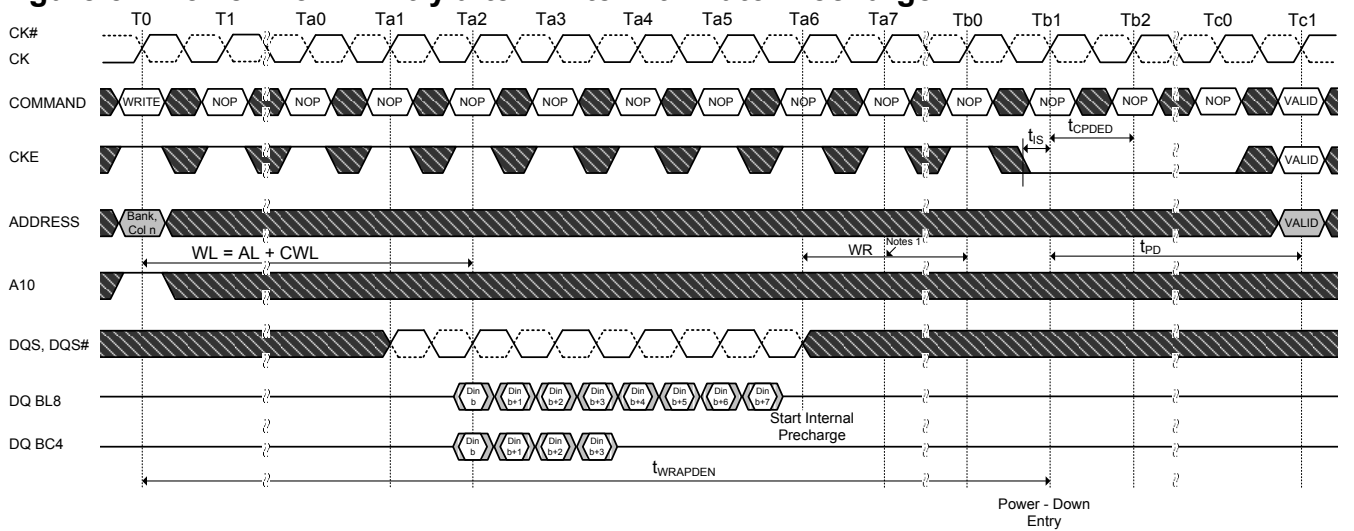 T0 T1 Ta0 Ta1 Ta2 Ta3 Ta4 Ta5 Ta6 Ta7 Tb0 Tb1 Tb2 Tc0 Tc1
CK#
CK
COMMAND WRITE NOP NOP NOP NOP NOP NOP NOP NOP NOP NOP NOP NOP NOP VALID
tIS tCPDED
CKE VALID
ADDRESS Bank, Col n VALID
WL = AL + CWL WR Notes 1 tPD
A10
DQS, DQS#
DQ BL8 Din b Din b+1 Din b+2 Din b+3 Din b+4 Din b+5 Din b+6 Din b+7
Start Internal
Precharge
DQ BC4 Din b Din b+1 Din b+2 Din b+3
tWRAPDEN
Power - Down
Entry